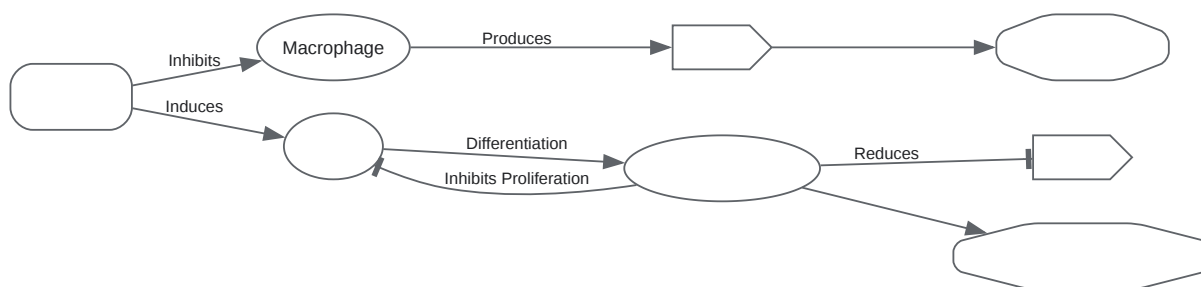 Produces
Inhibits
Macrophage
Induces
Differentiation
Inhibits Proliferation
Reduces